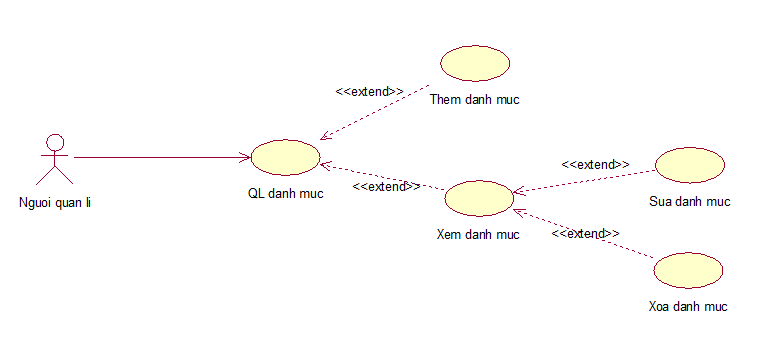 <<extend>>
Them danh muc
Nguoi quan li
QL danh muc
<<extend>>
Xem danh muc
<<extend>>
Sua danh muc
<<extend>>
Xoa danh muc